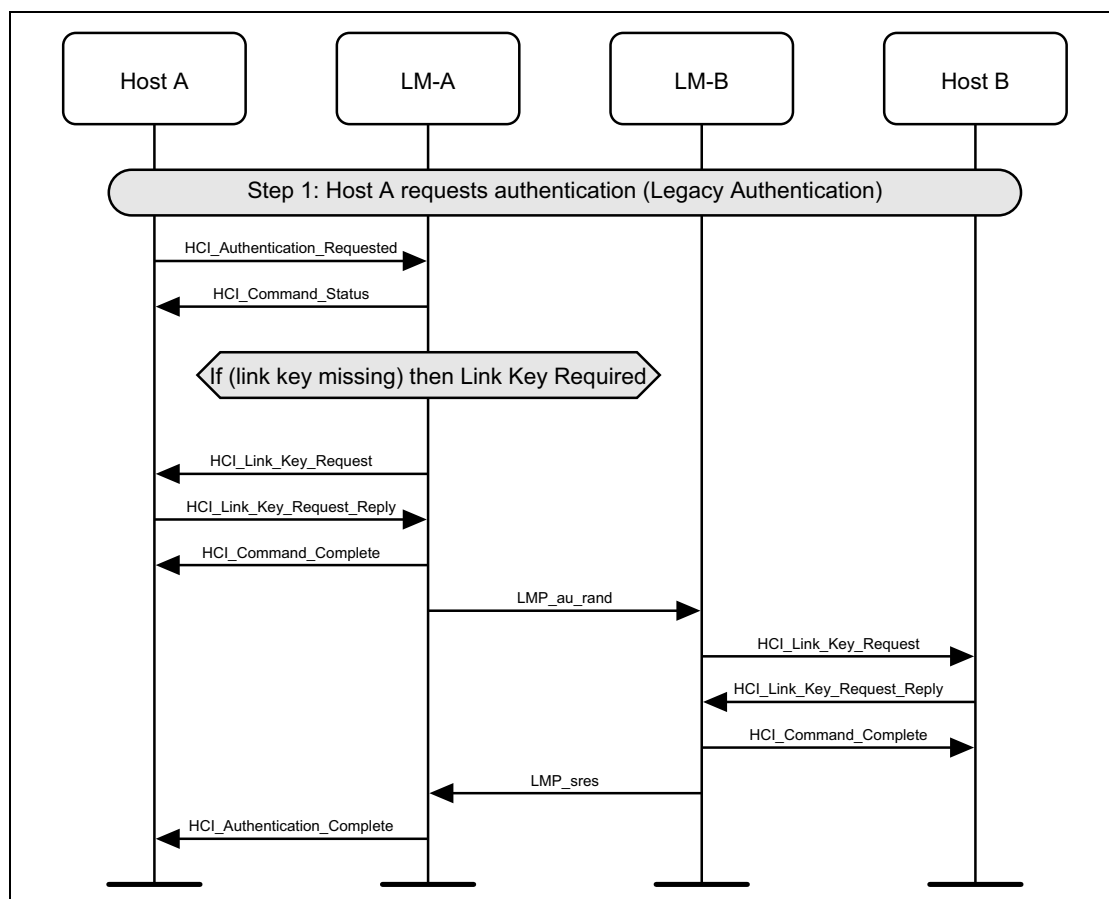 Host A
LM-A
LM-B
Host B
Step 1: Host A requests authentication (Legacy Authentication)
HCI_Authentication_Requested
HCI_Command_Status
If (link key missing) then Link Key Required
HCI_Link_Key_Request
HCI_Link_Key_Request_Reply
HCI_Command_Complete
LMP_au_rand
HCI_Link_Key_Request
HCI_Link_Key_Request_Reply
HCI_Command_Complete
LMP_sres
HCI_Authentication_Complete